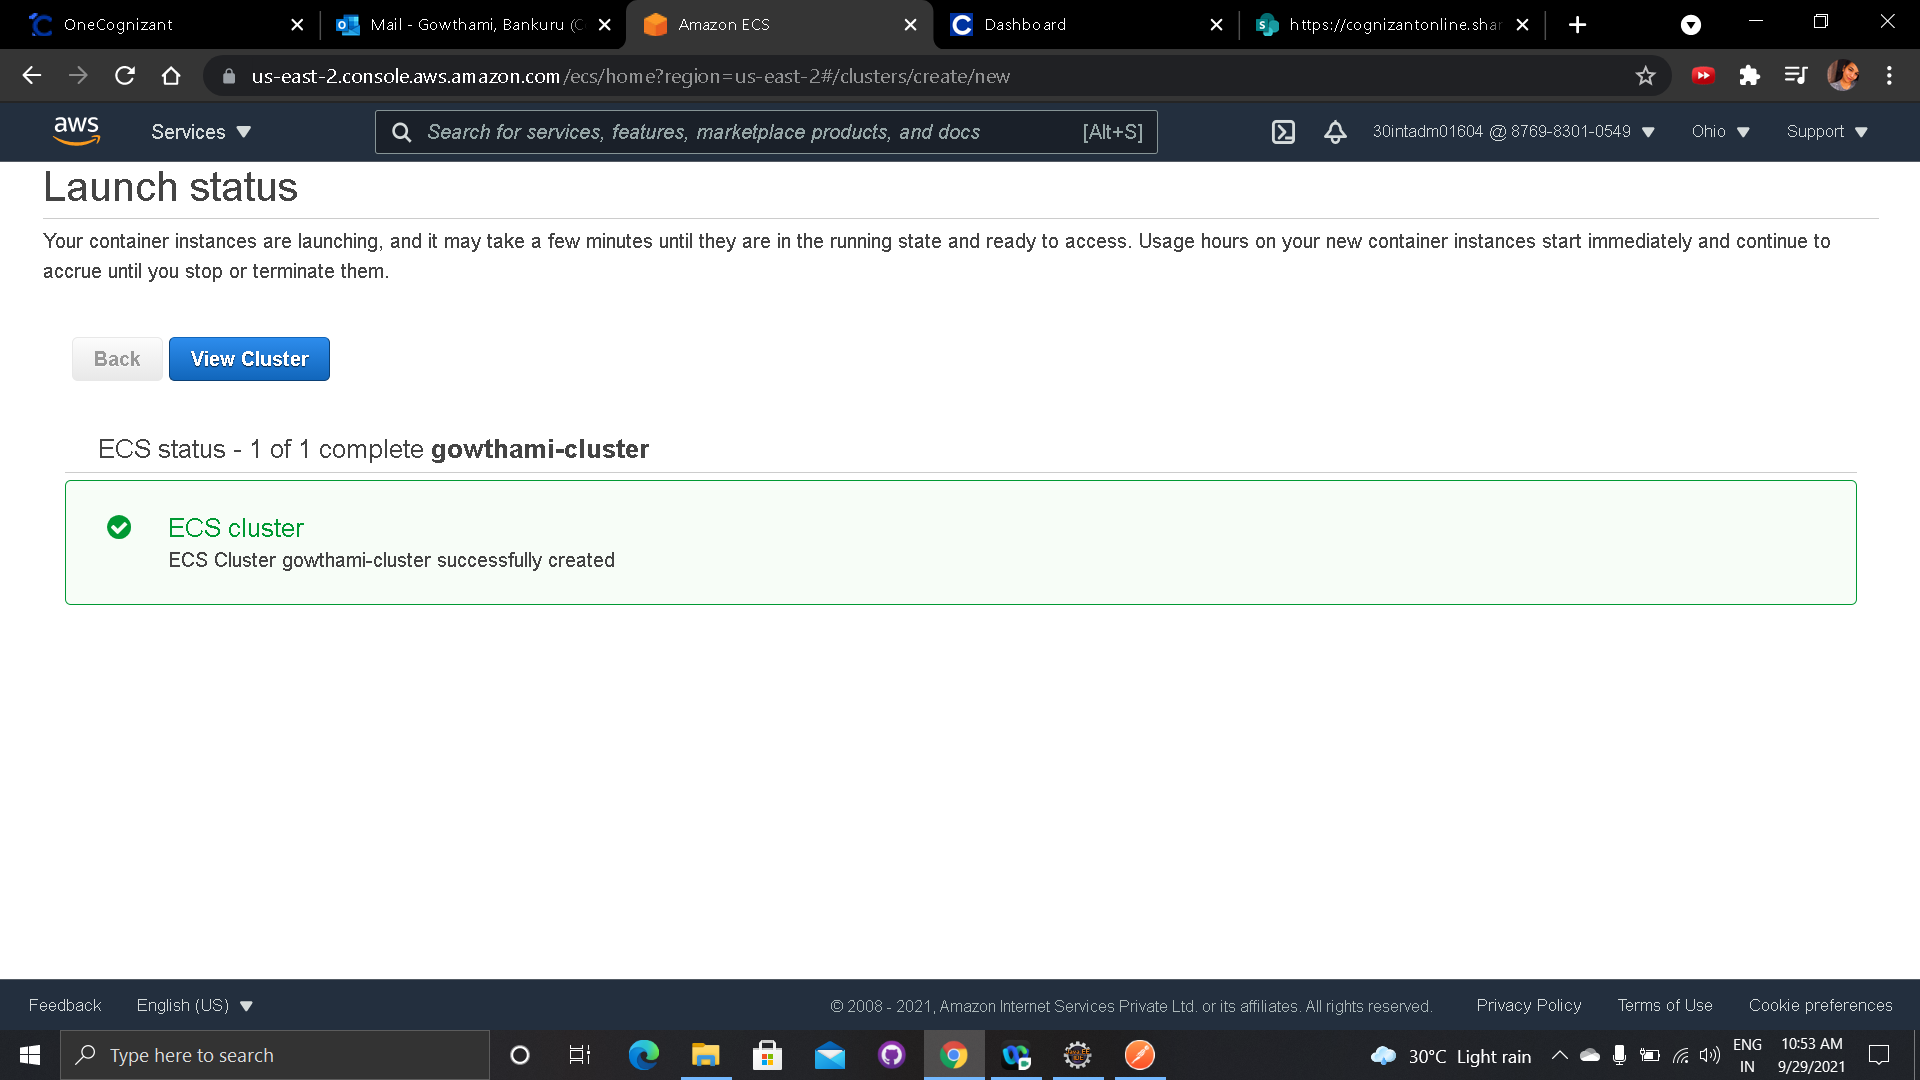 OneCognizant
Mail - Gowthami, Bankuru (C
Amazon ECS
Dashboard
https://cognizantonline.shar
us-east-2.console.aws.amazon.com/ecs/home?region=us-east-2#/clusters/create/new
aws
Services
Search for services, features, marketplace products, and docs
[Alt+S]
30intadm01604 @ 8769-8301-0549
Ohio
Support
Launch status
Your container instances are launching, and it may take a few minutes until they are in the running state and ready to access. Usage hours on your new container instances start immediately and continue to
accrue until you stop or terminate them.
Back
View Cluster
ECS status - 1 of 1 complete gowthami-cluster
ECS cluster
ECS Cluster gowthami-cluster successfully created
Feedback
English (US)
© 2008 - 2021, Amazon Internet Services Private Ltd. or its affiliates. All rights reserved.
Privacy Policy
Terms of Use
Cookie preferences
Type here to search
30°C Light rain
ENG
IN
10:53 AM
9/29/2021